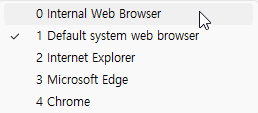 0 Internal Web Browser
1 Default system web browser
2 Internet Explorer
3 Microsoft Edge
4 Chrome